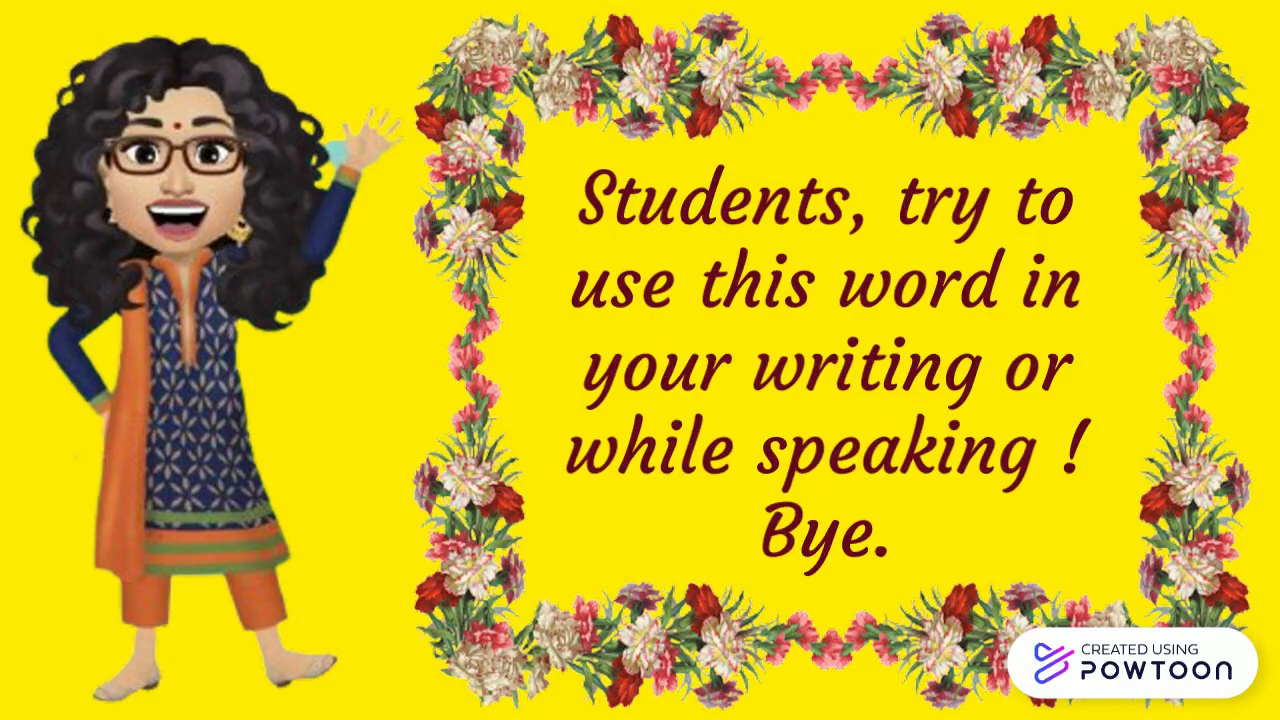 Students, try to
use this word in
your writing or
while speaking !
Bye.
CREATED USING
POWTOON